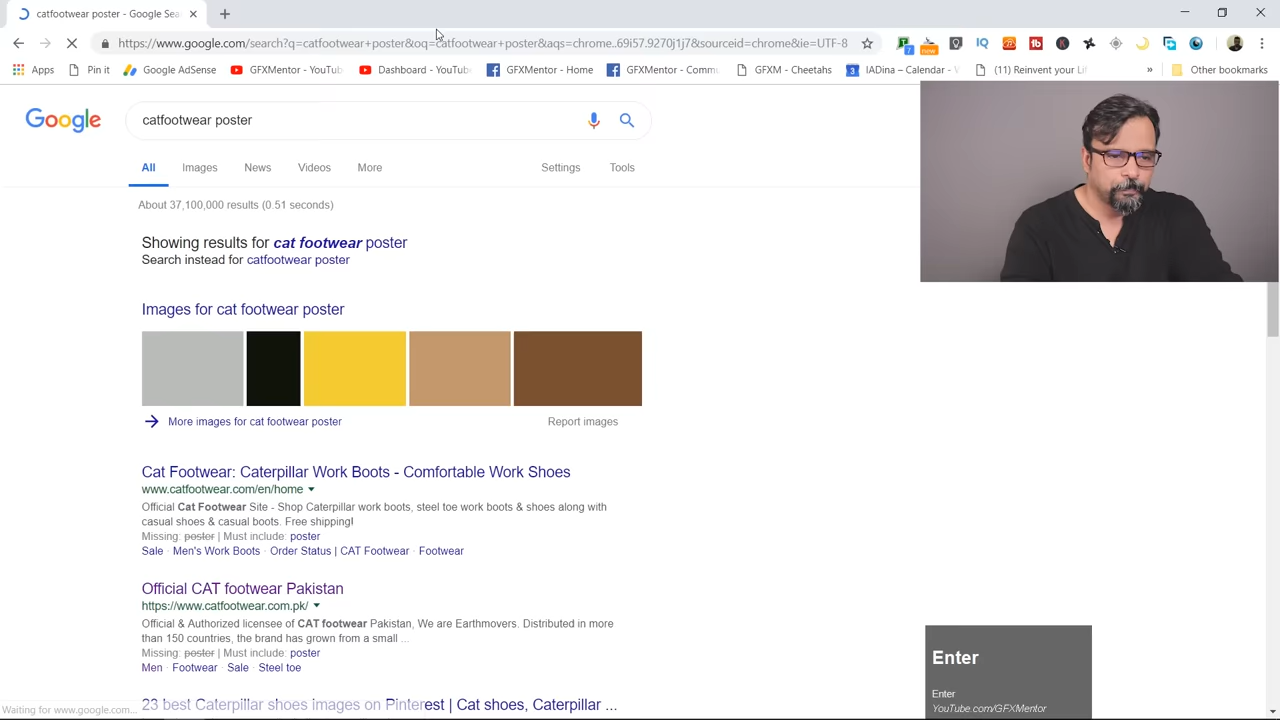 catfootwear poster - Google Sear
https://www.google.com/search?q=catfootwear+poster&oq=catfootwear+poster&aqs=chrome..69i57.9270j1j7&sourceid=chrome&ie=UTF-8
Apps Pin it Google AdSense GFXMentor - YouTub Dashboard - YouTub GFXMentor - Home GFXMentor - Commu GFXM - Cheetahs IADina – Calendar - W (11) Reinvent your Lif » Other bookmarks
Google
catfootwear poster
All Images News Videos More Settings Tools
About 37,100,000 results (0.51 seconds)
Showing results for cat footwear poster
Search instead for catfootwear poster
Images for cat footwear poster
More images for cat footwear poster Report images
Cat Footwear: Caterpillar Work Boots - Comfortable Work Shoes
www.catfootwear.com/en/home
Official Cat Footwear Site - Shop Caterpillar work boots, steel toe work boots & shoes along with
casual shoes & casual boots. Free shipping!
Missing: poster | Must include: poster
Sale · Men's Work Boots · Order Status | CAT Footwear · Footwear
Official CAT footwear Pakistan
https://www.catfootwear.com.pk/
Official & Authorized licensee of CAT footwear Pakistan, We are Earthmovers. Distributed in more
than 150 countries, the brand has grown from a small ...
Missing: poster | Must include: poster
Men · Footwear · Sale · Steel toe
23 best Caterpillar shoes images on Pinterest | Cat shoes, Caterpillar ...
Waiting for www.google.com...
Enter
Enter
YouTube.com/GFXMentor